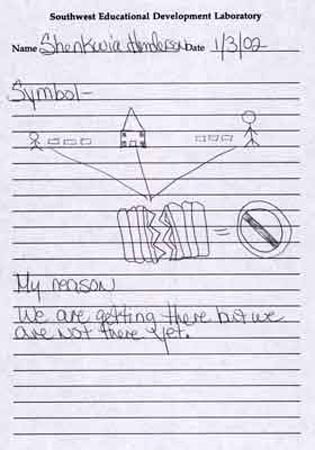 Southwest Educational Development Laboratory
Name Shenkwia Henderson Date 1/3/02
Symbol-
=
My reason
We are getting there but we
are not there yet.